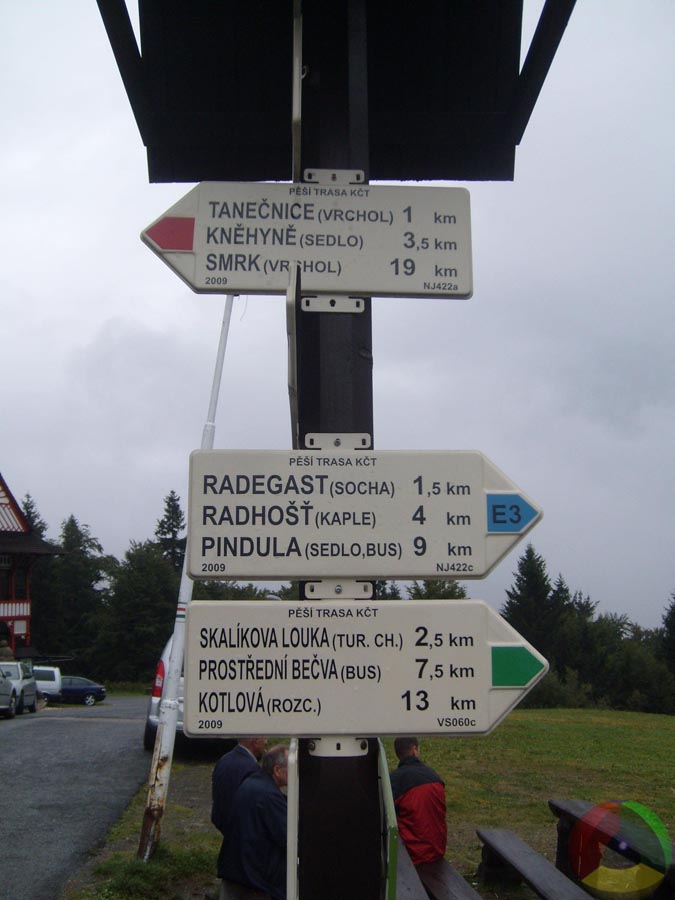 PĚŠÍ TRASA KČT
TANEČNICE (VRCHOL) 1 km
KNĚHYNĚ (SEDLO) 3,5 km
SMRK (VRCHOL) 19 km
2009 NJ422a
PĚŠÍ TRASA KČT
RADEGAST (SOCHA) 1,5 km
RADHOŠŤ (KAPLE) 4 km
E3
PINDULA (SEDLO,BUS) 9 km
2009 NJ422c
PĚŠÍ TRASA KČT
SKALÍKOVA LOUKA (TUR. CH.) 2,5 km
PROSTŘEDNÍ BEČVA (BUS) 7,5 km
KOTLOVÁ (ROZC.) 13 km
2009 VS060c